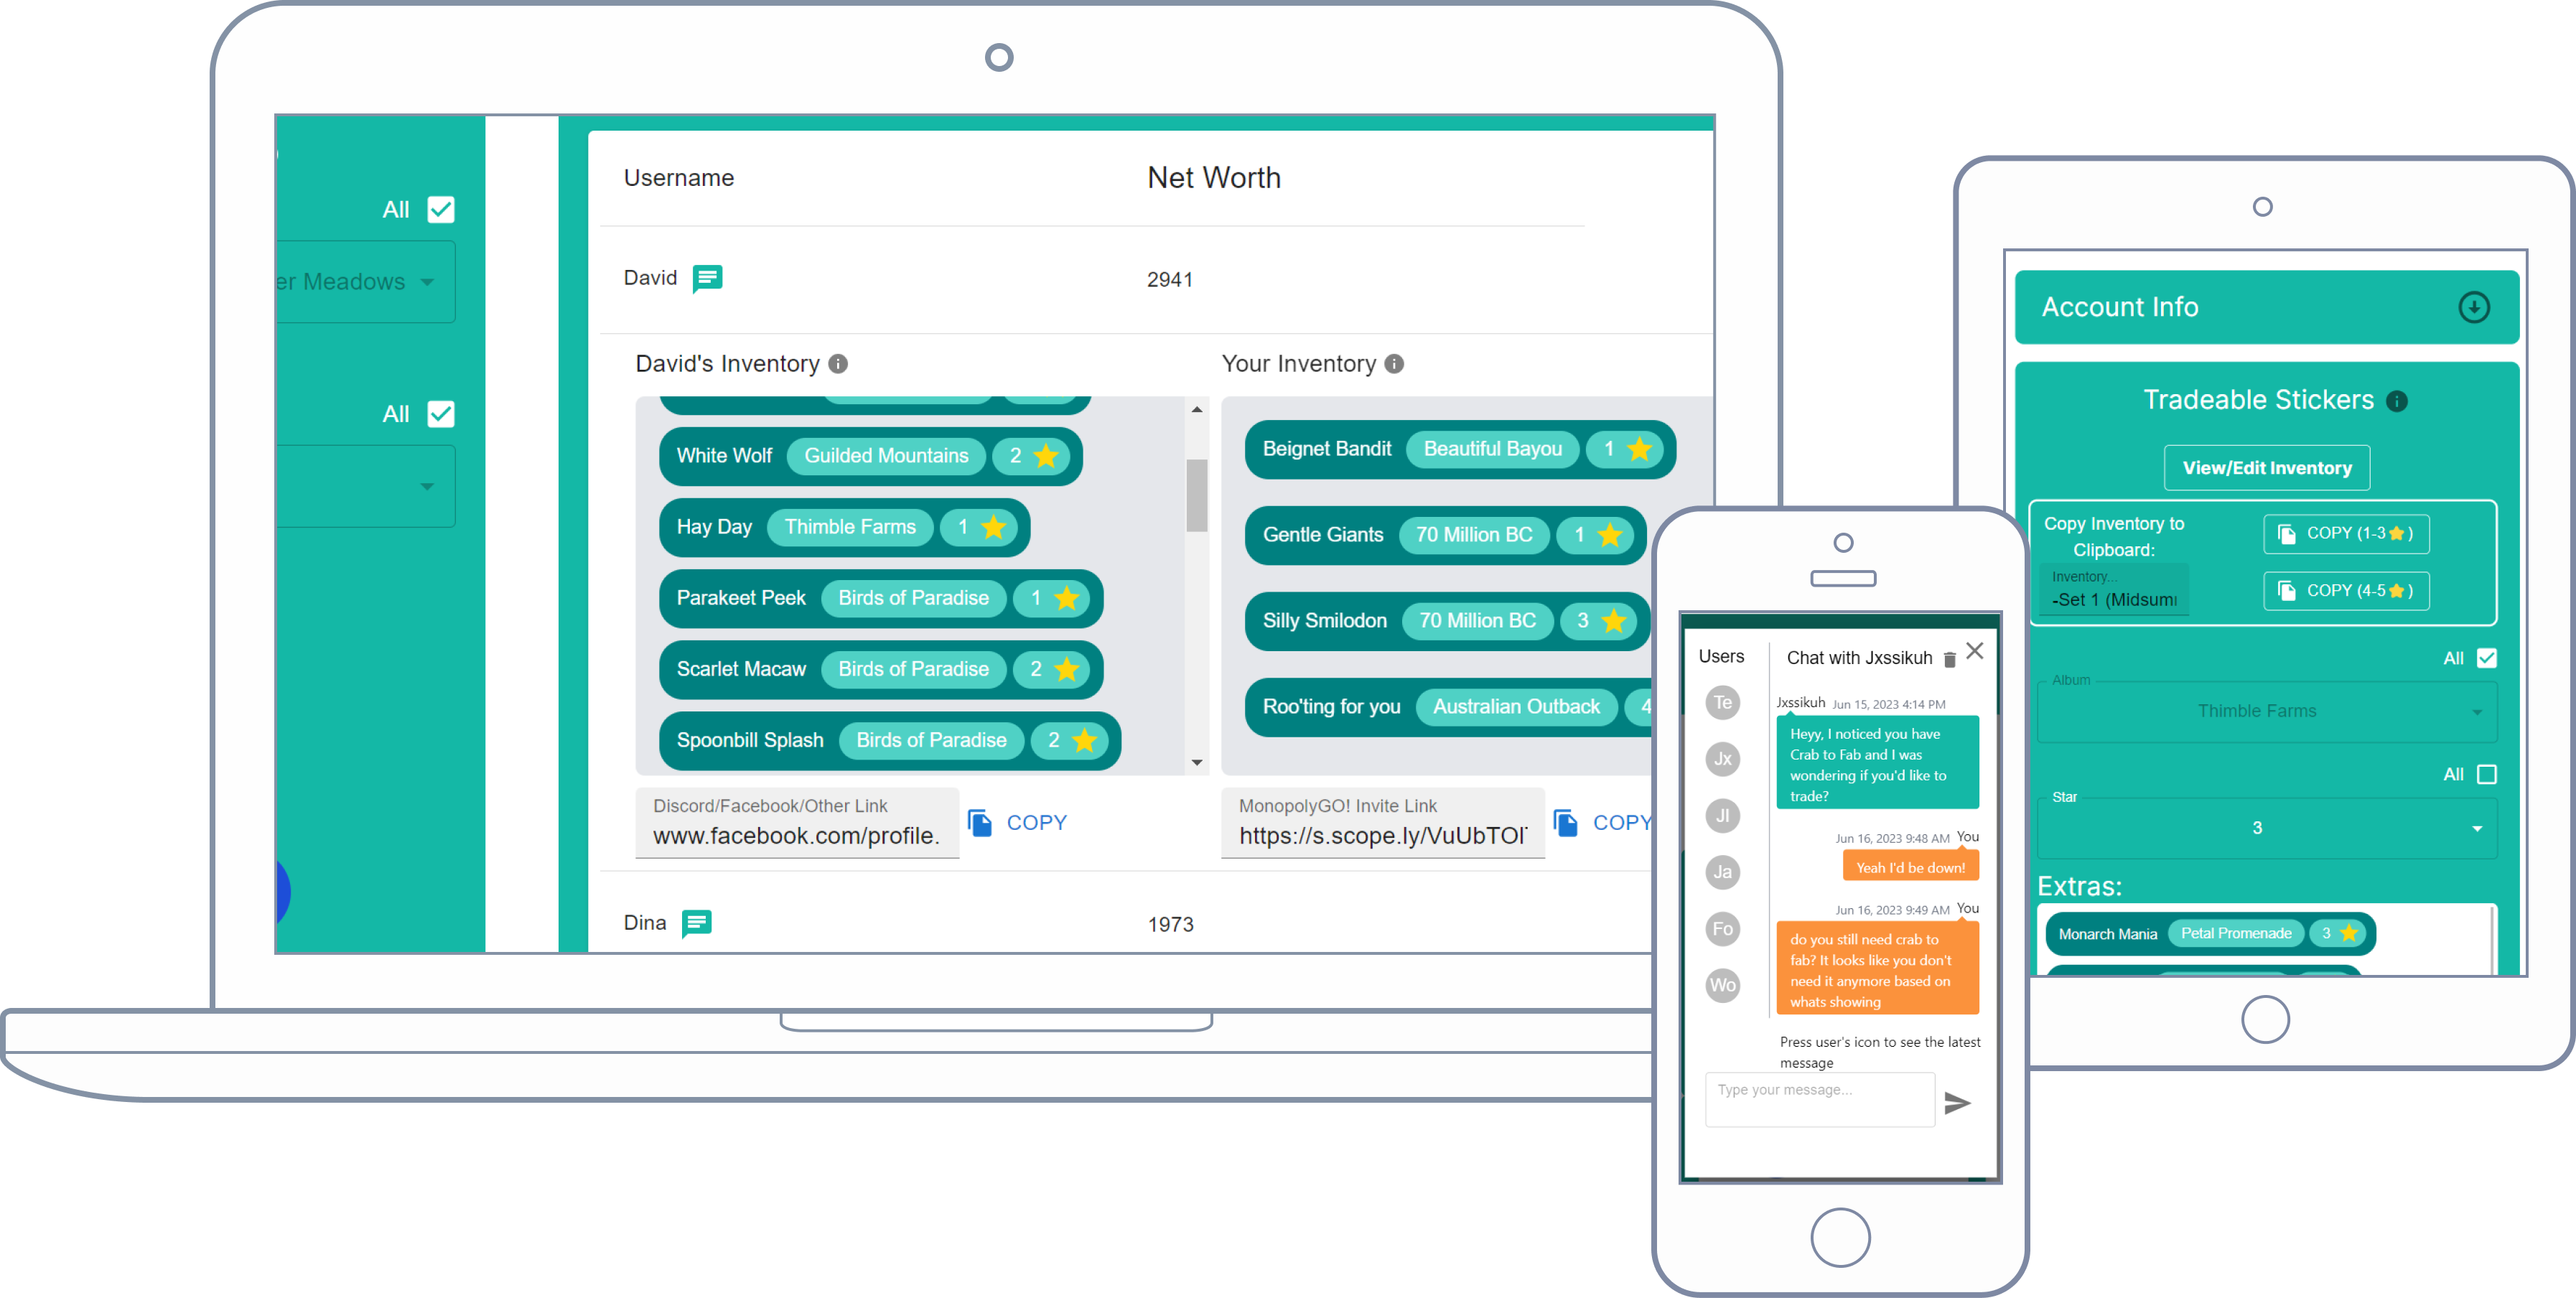 All
er Meadows
All
Username
Net Worth
David
2941
David's Inventory
Your Inventory
White Wolf Guilded Mountains 2
Hay Day Thimble Farms 1
Parakeet Peek Birds of Paradise 1
Scarlet Macaw Birds of Paradise 2
Spoonbill Splash Birds of Paradise 2
Beignet Bandit Beautiful Bayou 1
Gentle Giants 70 Million BC 1
Silly Smilodon 70 Million BC 3
Roo'ting for you Australian Outback 4
Discord/Facebook/Other Link
www.facebook.com/profile.
COPY
MonopolyGO! Invite Link
https://s.scope.ly/VuUbTO
COPY
Dina
1973
Users
Te
Jx
Jl
Ja
Fo
Wo
Chat with Jxssikuh
Jxssikuh Jun 15, 2023 4:14 PM
Heyy, I noticed you have
Crab to Fab and I was
wondering if you'd like to
trade?
Jun 16, 2023 9:48 AM You
Yeah I'd be down!
Jun 16, 2023 9:49 AM You
do you still need crab to
fab? It looks like you don't
need it anymore based on
whats showing
Press user's icon to see the latest
message
Type your message...
Account Info
Tradeable Stickers
View/Edit Inventory
Copy Inventory to
Clipboard:
Inventory...
-Set 1 (Midsum
COPY (1-3⭐)
COPY (4-5⭐)
All
Album
Thimble Farms
All
Star
3
Extras:
Monarch Mania Petal Promenade 3